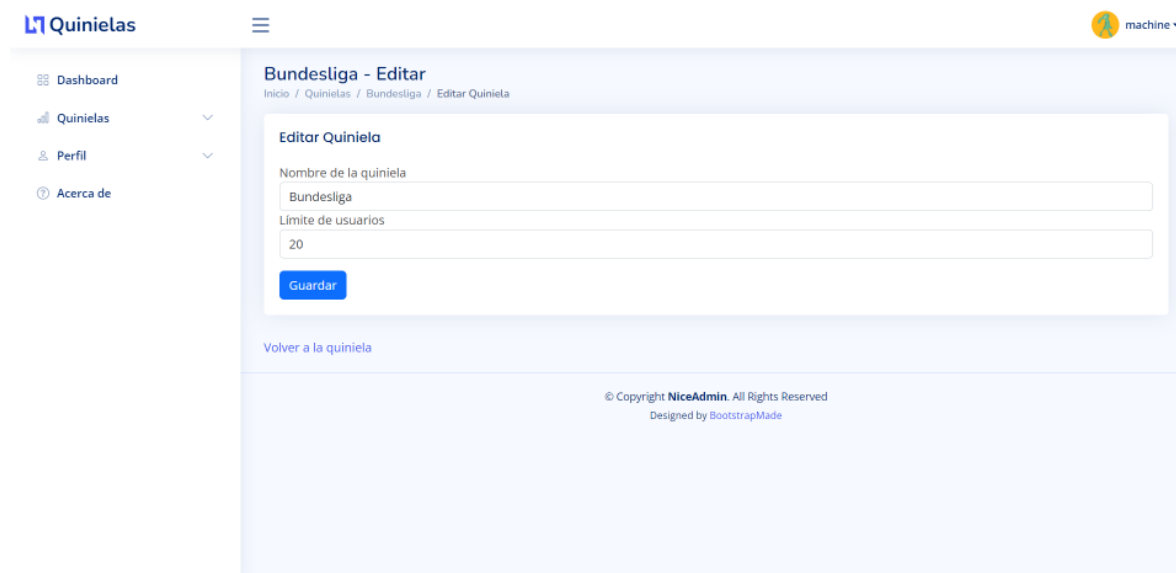 Quinielas
machine
Dashboard
Quinielas
Perfil
Acerca de
Bundesliga - Editar
Inicio / Quinielas / Bundesliga / Editar Quiniela
Editar Quiniela
Nombre de la quiniela
Bundesliga
Límite de usuarios
20
Guardar
Volver a la quiniela
© Copyright NiceAdmin. All Rights Reserved
Designed by BootstrapMade